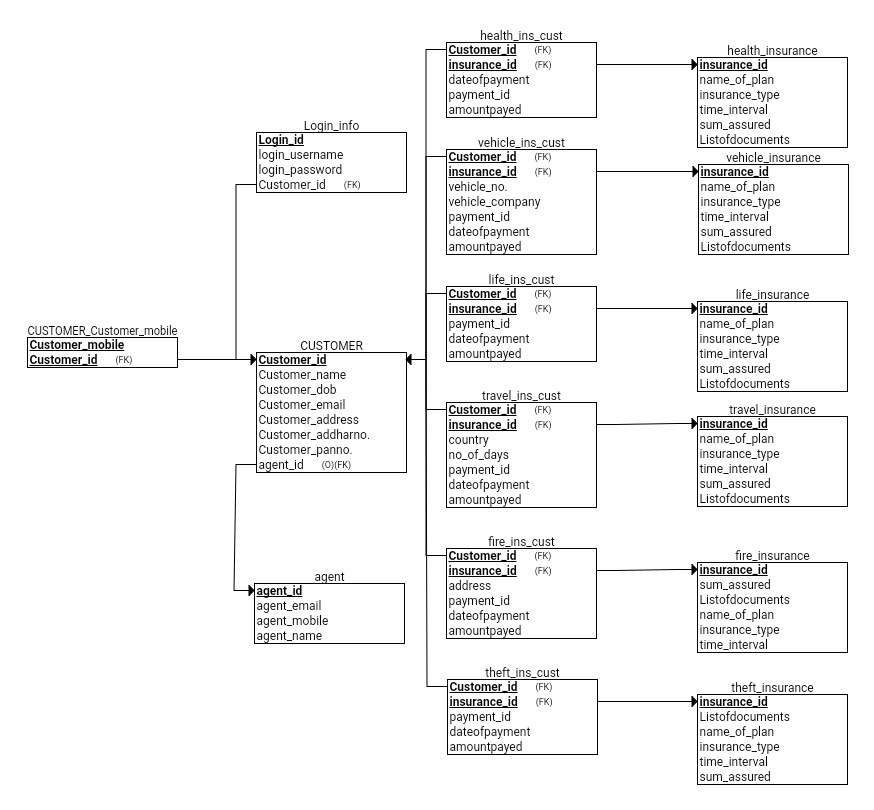 health_ins_cust
Customer_id (FK)
insurance_id (FK)
dateofpayment
payment_id
amountpayed
health_insurance
insurance_id
name_of_plan
insurance_type
time_interval
sum_assured
Listofdocuments
Login_info
Login_id
login_username
login_password
Customer_id (FK)
vehicle_ins_cust
Customer_id (FK)
insurance_id (FK)
vehicle_no.
vehicle_company
payment_id
dateofpayment
amountpayed
vehicle_insurance
insurance_id
name_of_plan
insurance_type
time_interval
sum_assured
Listofdocuments
life_ins_cust
Customer_id (FK)
insurance_id (FK)
payment_id
dateofpayment
amountpayed
life_insurance
insurance_id
name_of_plan
insurance_type
time_interval
sum_assured
Listofdocuments
CUSTOMER_Customer_mobile
Customer_mobile
Customer_id (FK)
CUSTOMER
Customer_id
Customer_name
Customer_dob
Customer_email
Customer_address
Customer_addharno.
Customer_panno.
agent_id (O)(FK)
travel_ins_cust
Customer_id (FK)
insurance_id (FK)
country
no_of_days
payment_id
dateofpayment
amountpayed
travel_insurance
insurance_id
name_of_plan
insurance_type
time_interval
sum_assured
Listofdocuments
agent
agent_id
agent_email
agent_mobile
agent_name
fire_ins_cust
Customer_id (FK)
insurance_id (FK)
address
payment_id
dateofpayment
amountpayed
fire_insurance
insurance_id
sum_assured
Listofdocuments
name_of_plan
insurance_type
time_interval
theft_ins_cust
Customer_id (FK)
insurance_id (FK)
payment_id
dateofpayment
amountpayed
theft_insurance
insurance_id
Listofdocuments
name_of_plan
insurance_type
time_interval
sum_assured